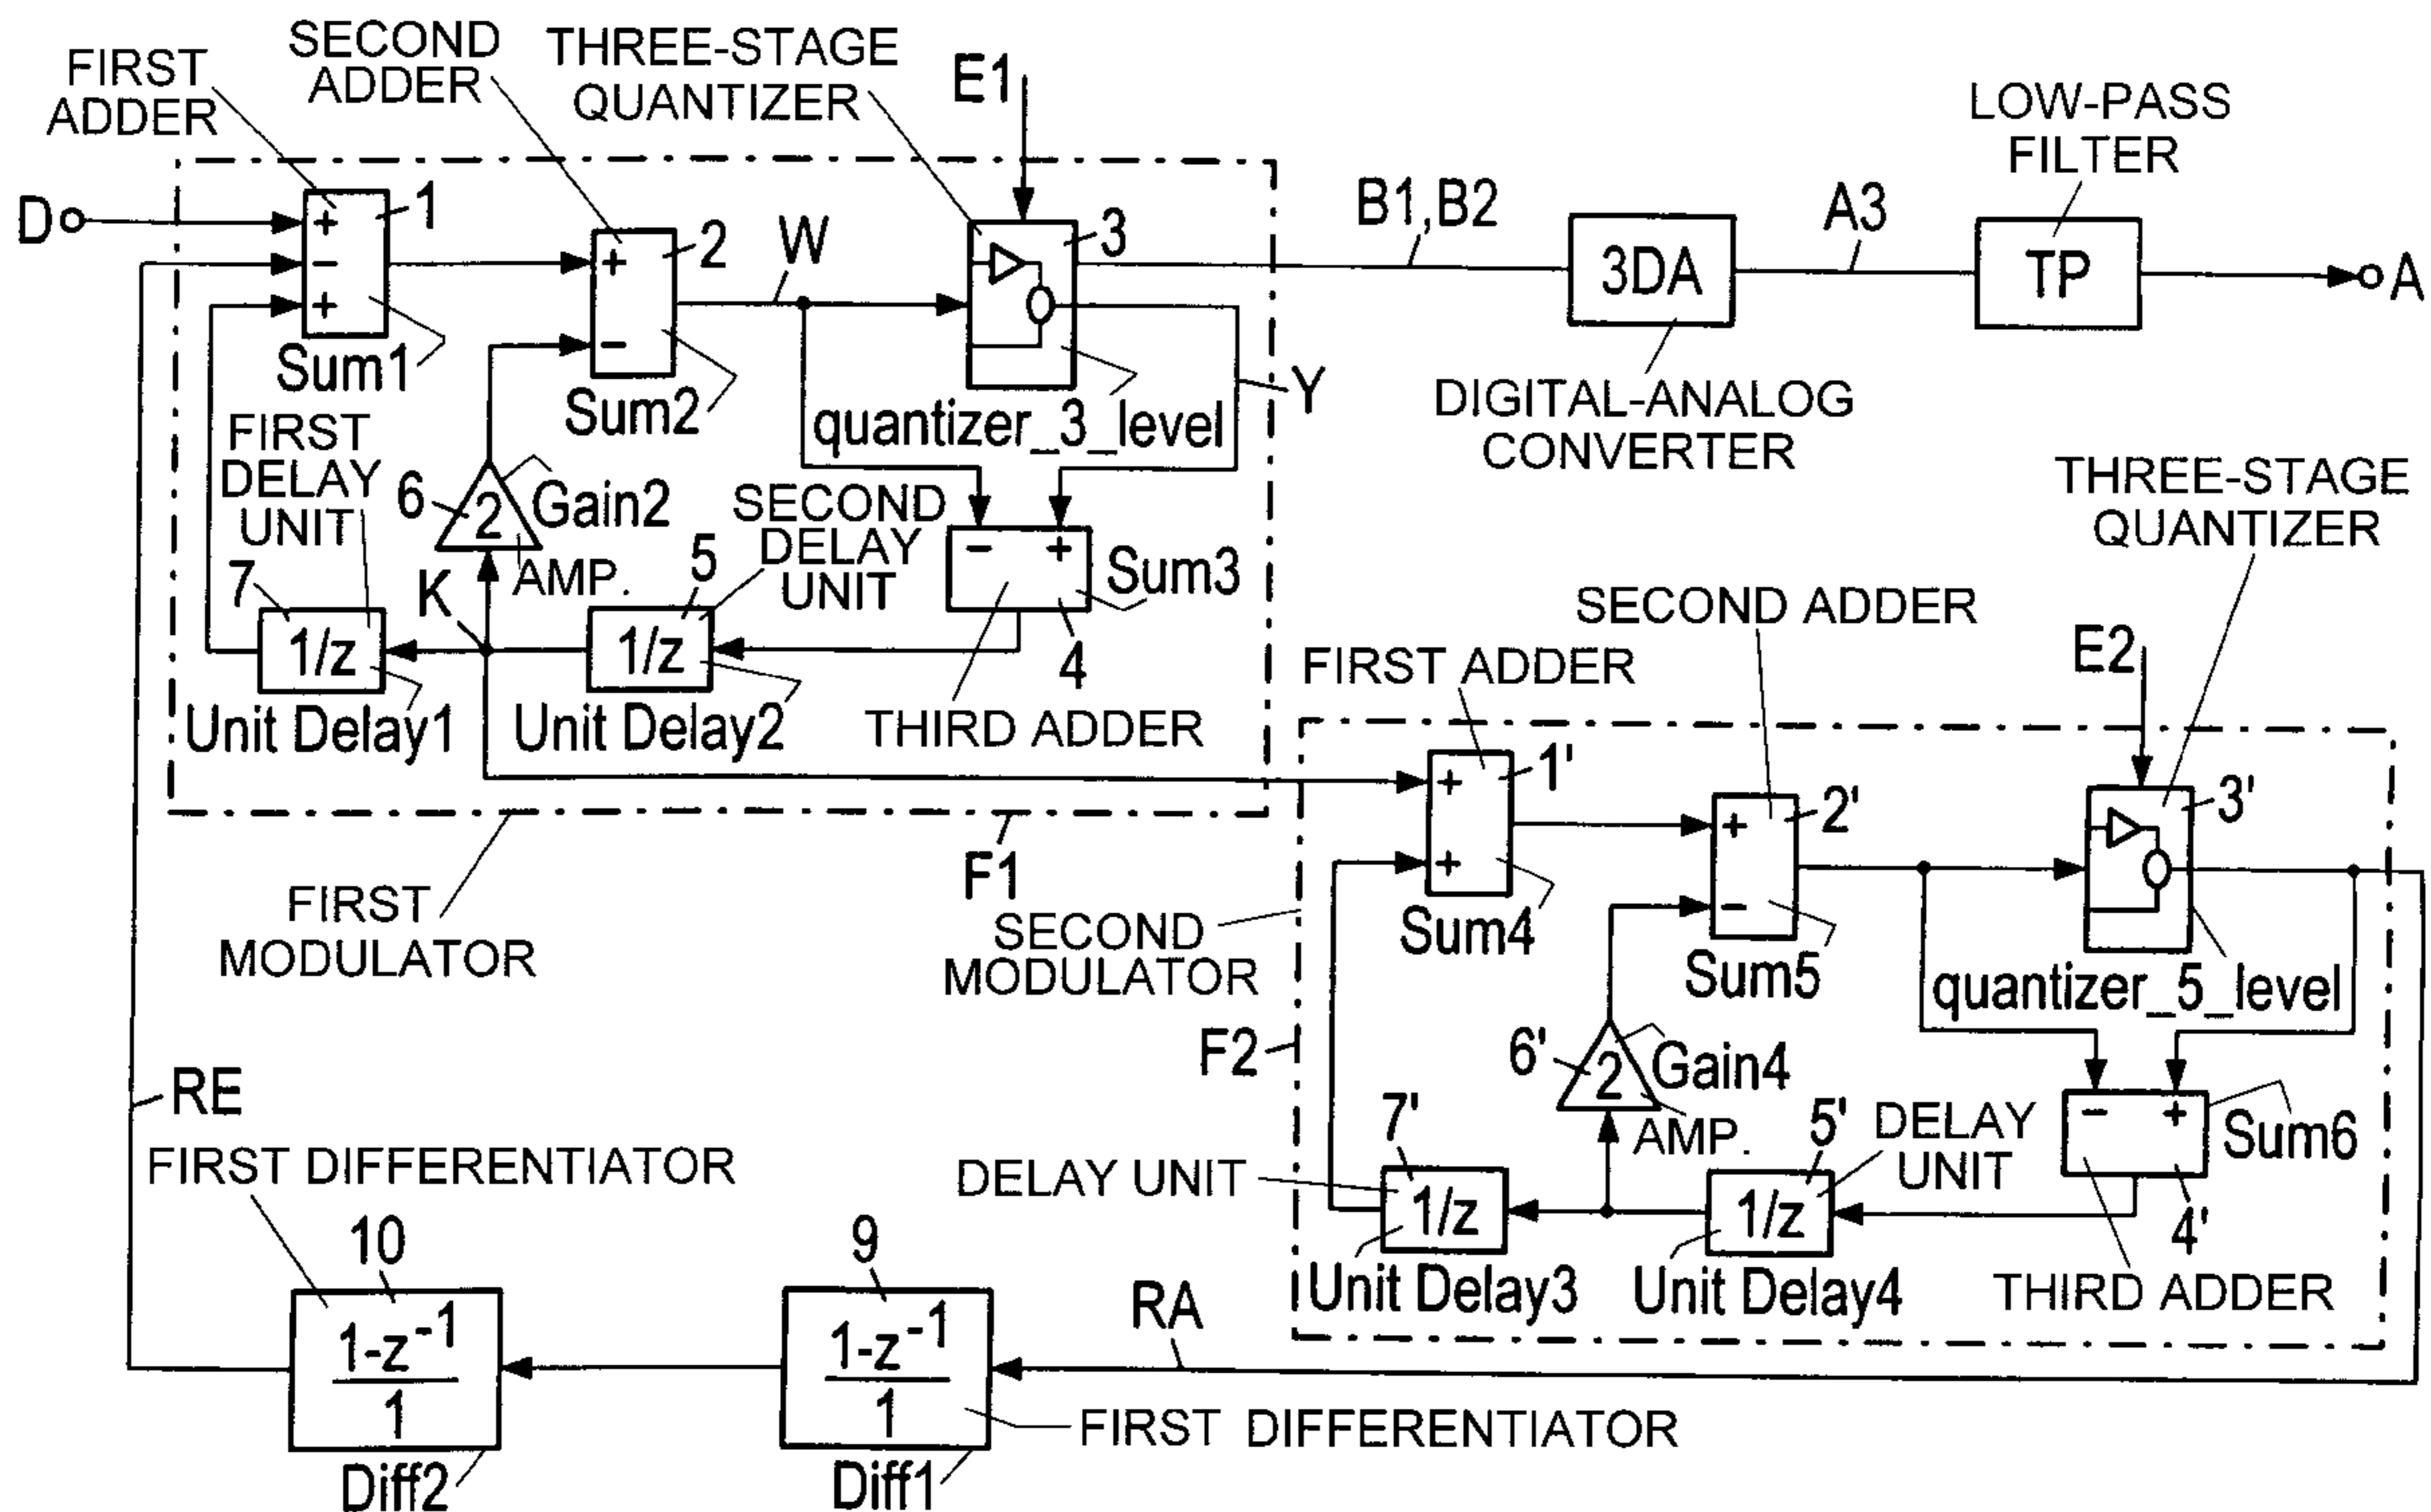 FIRST
ADDER
SECOND
ADDER
THREE-STAGE
QUANTIZER
E1
LOW-PASS
FILTER
D
+
−
+
1
Sum1
+
−
2
Sum2
W
3
quantizer_3_level
B1,B2
3DA
A3
TP
A
DIGITAL-ANALOG
CONVERTER
Y
FIRST
DELAY
UNIT
6
2
Gain2
AMP.
SECOND
DELAY
UNIT
− +
Sum3
4
THIRD ADDER
7
1/z
Unit Delay1
K
5
1/z
Unit Delay2
F1
FIRST
MODULATOR
THREE-STAGE
QUANTIZER
SECOND ADDER
FIRST ADDER
E2
+
+
1'
Sum4
+
−
2'
Sum5
3'
quantizer_5_level
SECOND
MODULATOR
F2
6'
2
Gain4
AMP.
− +
Sum6
4'
THIRD ADDER
7'
DELAY UNIT
1/z
Unit Delay3
5'
DELAY
UNIT
1/z
Unit Delay4
RE
FIRST DIFFERENTIATOR
10
1-z⁻¹
1
Diff2
9
1-z⁻¹
1
Diff1
RA
FIRST DIFFERENTIATOR